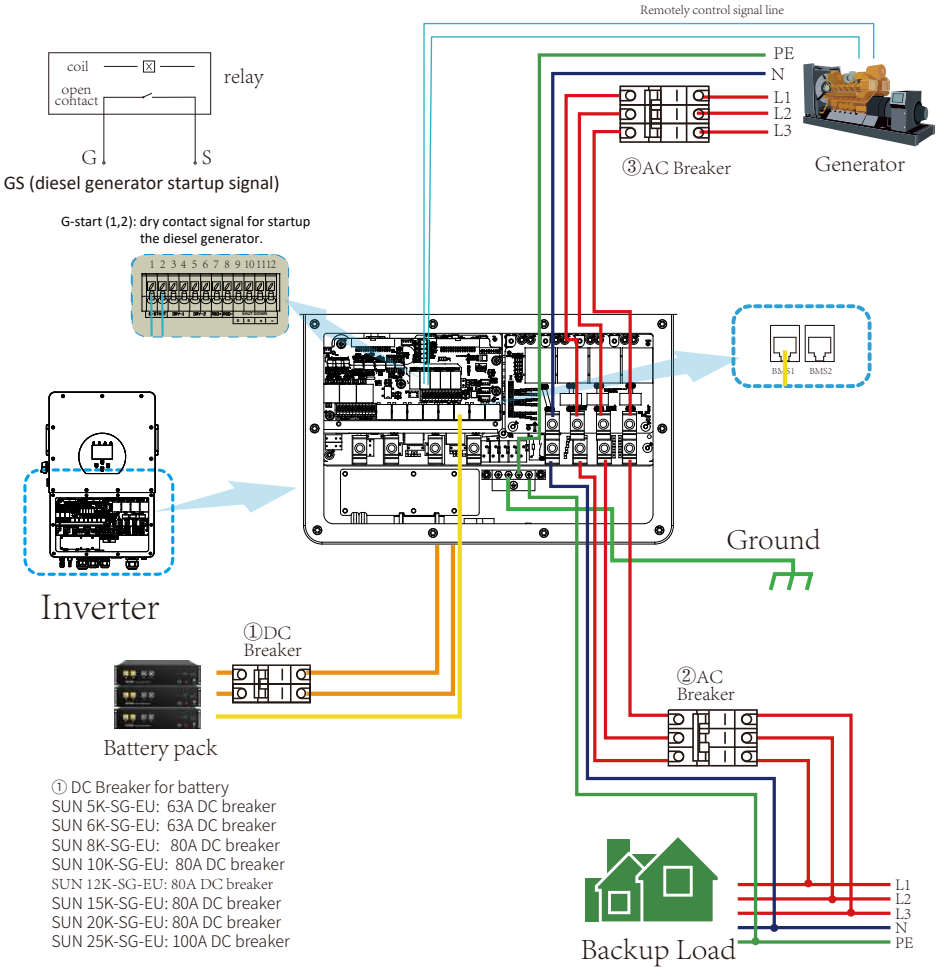 Remotely control signal line
coil
open
contact
relay
G
S
GS (diesel generator startup signal)
PE
N
L1
L2
L3
③AC Breaker
Generator
G-start (1,2): dry contact signal for startup
the diesel generator.
1 2 3 4 5 6 7 8 9 10 11 12
BMS1 BMS2
Inverter
Ground
①DC
Breaker
②AC
Breaker
Battery pack
① DC Breaker for battery
SUN 5K-SG-EU: 63A DC breaker
SUN 6K-SG-EU: 63A DC breaker
SUN 8K-SG-EU: 80A DC breaker
SUN 10K-SG-EU: 80A DC breaker
SUN 12K-SG-EU: 80A DC breaker
SUN 15K-SG-EU: 80A DC breaker
SUN 20K-SG-EU: 80A DC breaker
SUN 25K-SG-EU: 100A DC breaker
Backup Load
L1
L2
L3
N
PE